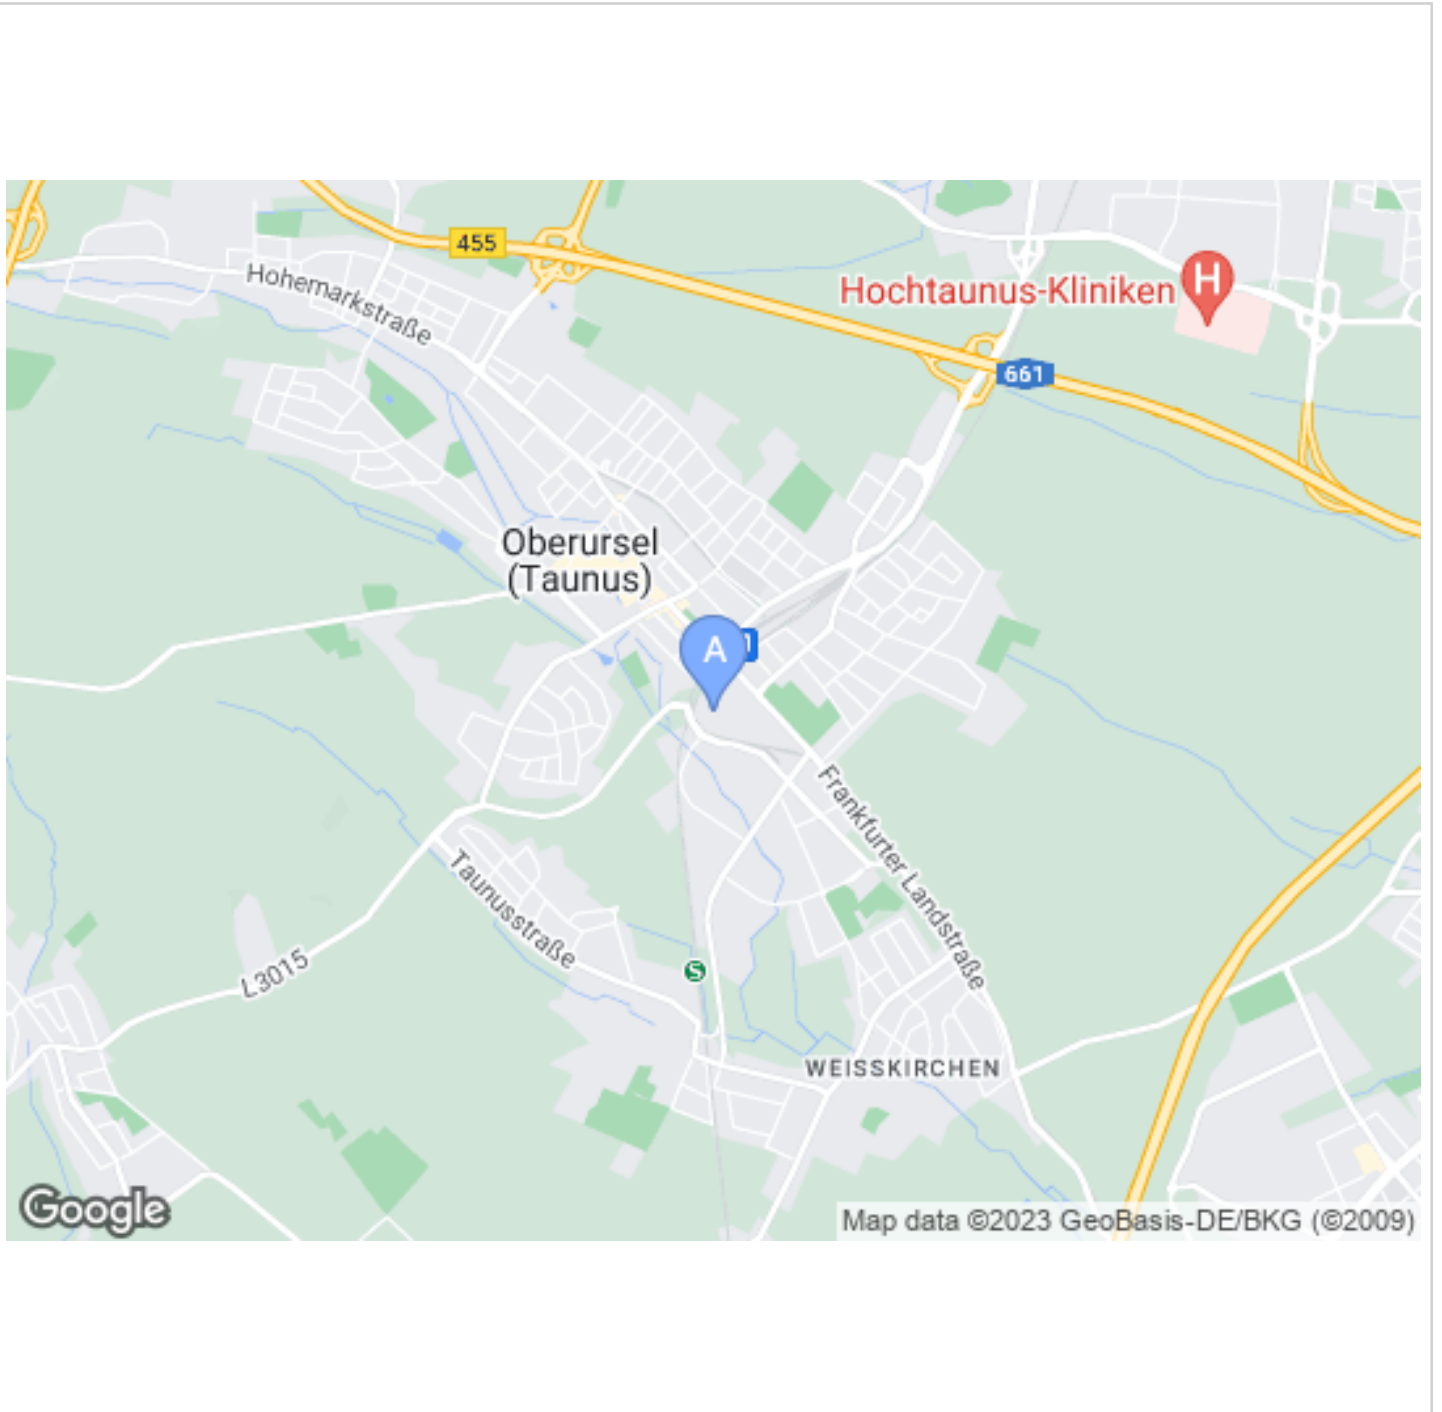 455
Hohemarkstraße
Hochtaunus-Kliniken
H
661
Oberursel
(Taunus)
A
Frankfurter Landstraße
Taunusstraße
L3015
S
WEISSKIRCHEN
Google
Map data ©2023 GeoBasis-DE/BKG (©2009)